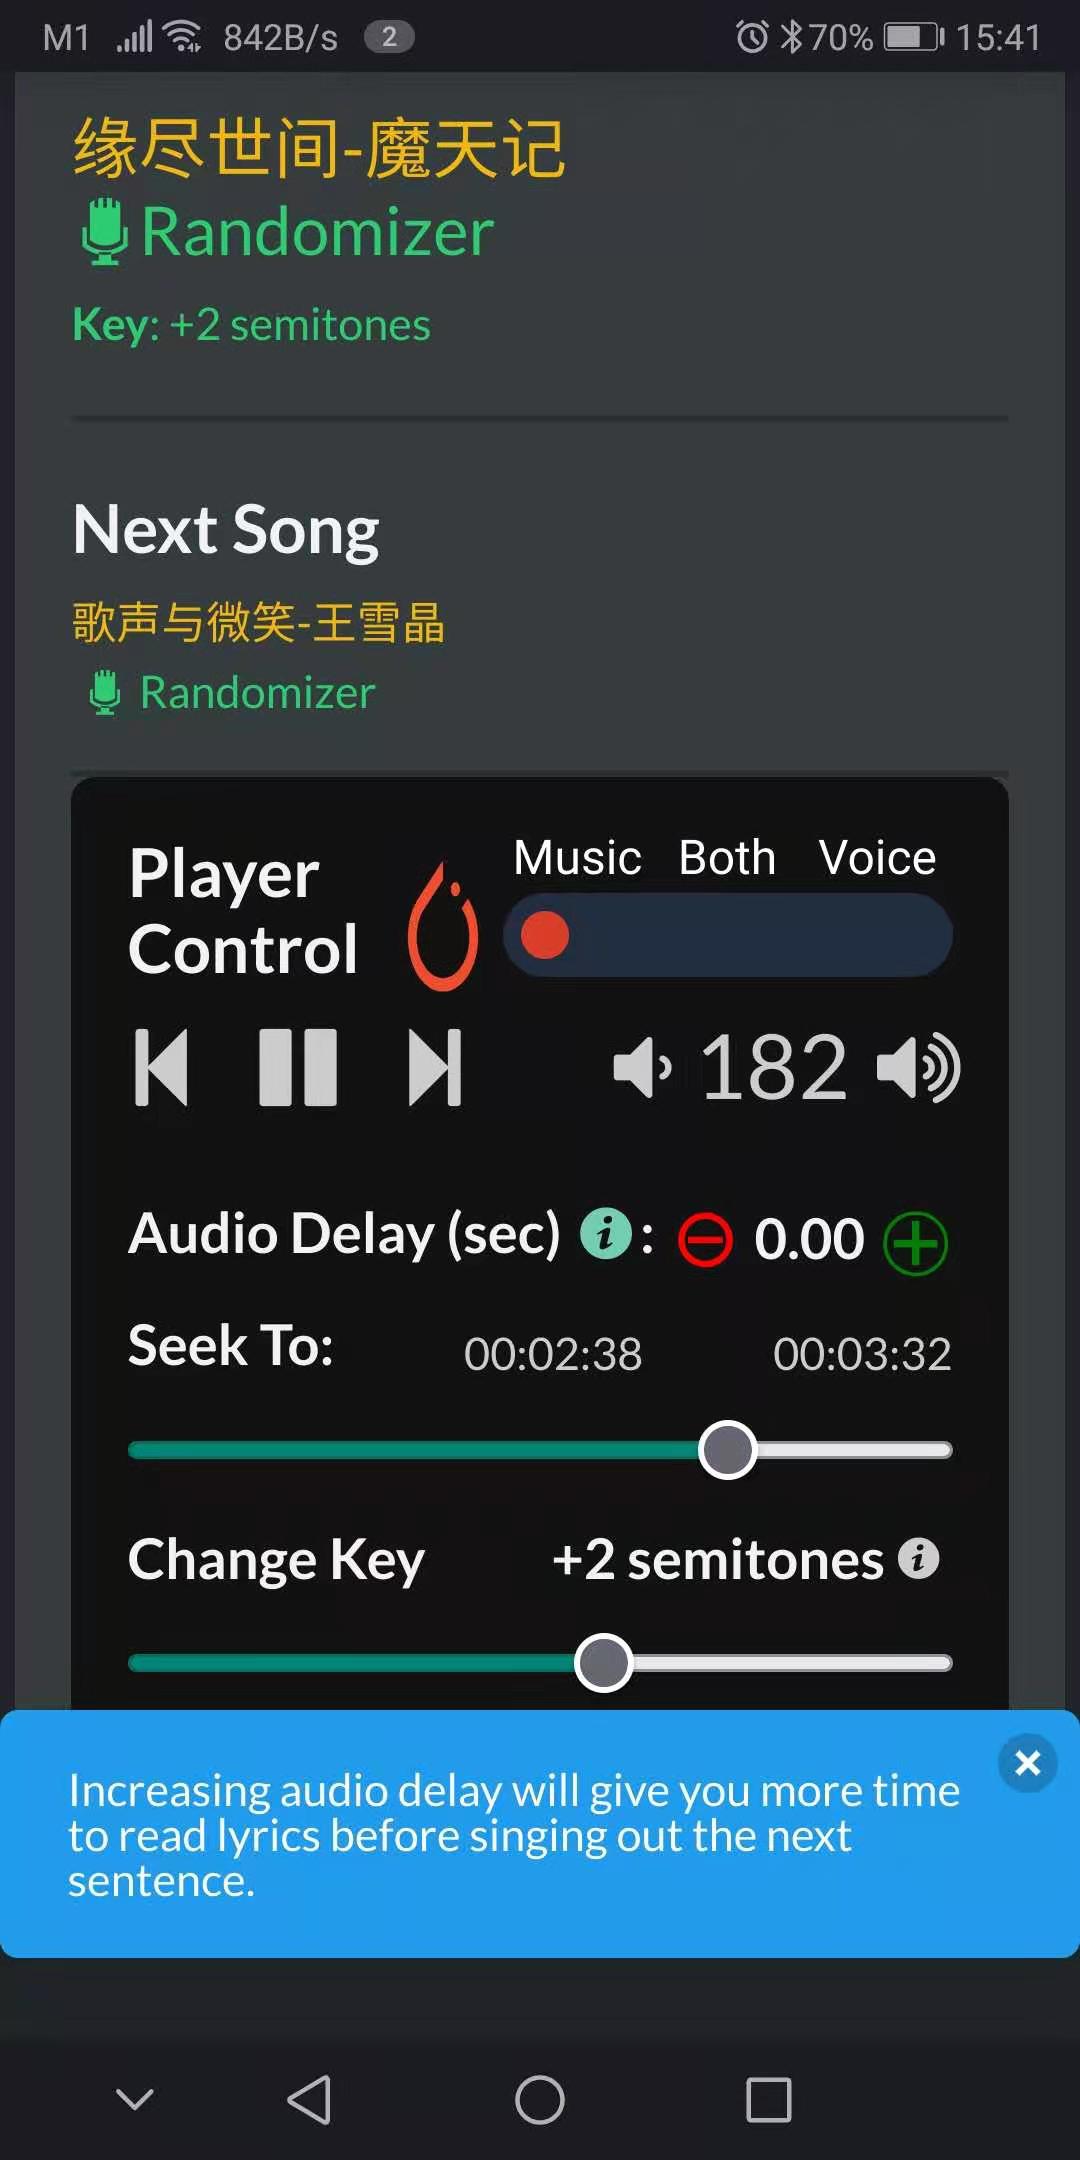 M1 842B/s 2 70% 15:41
缘尽世间-魔天记
Randomizer
Key: +2 semitones
Next Song
歌声与微笑-王雪晶
Randomizer
Player Control
Music Both Voice
182
Audio Delay (sec) i : 0.00
Seek To: 00:02:38 00:03:32
Change Key +2 semitones i
Increasing audio delay will give you more time
to read lyrics before singing out the next
sentence.